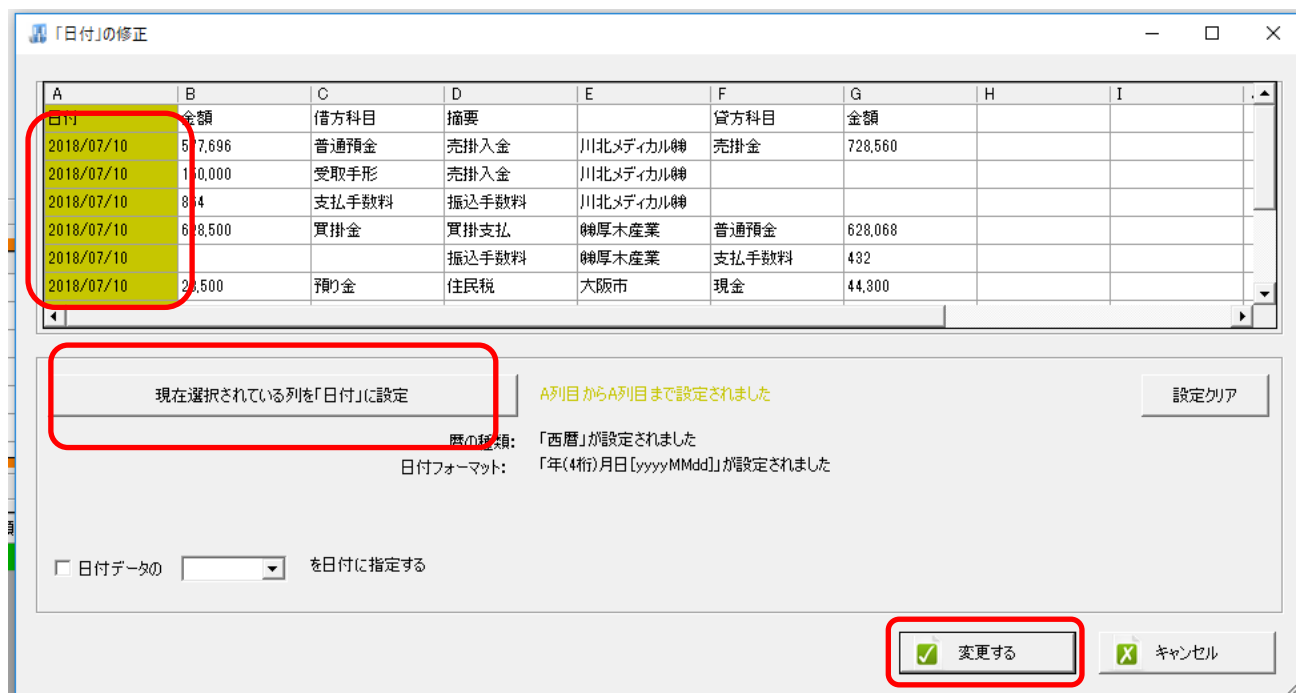 「日付」の修正
A B C D E F G H I
日付 金額 借方科目 摘要 貸方科目 金額
2018/07/10 577,696 普通預金 売掛入金 川北メディカル㈱ 売掛金 728,560
2018/07/10 150,000 受取手形 売掛入金 川北メディカル㈱
2018/07/10 864 支払手数料 振込手数料 川北メディカル㈱
2018/07/10 628,500 買掛金 買掛支払 ㈱厚木産業 普通預金 628,068
2018/07/10 振込手数料 ㈱厚木産業 支払手数料 432
2018/07/10 預り金 住民税 大阪市 現金 44,300
現在選択されている列を「日付」に設定 A列目からA列目まで設定されました 設定クリア
暦の種類: 「西暦」が設定されました
日付フォーマット: 「年(4桁)月日[yyyyMMdd]」が設定されました
日付データの を日付に指定する
変更する キャンセル